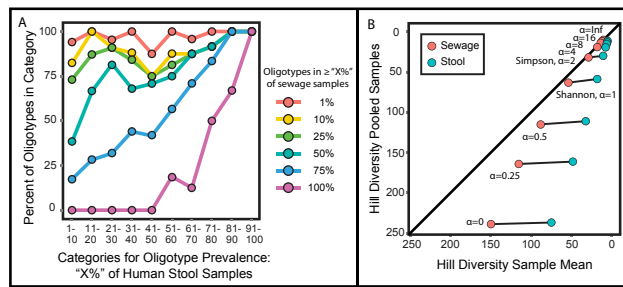 A
Percent of Oligotypes in Category
100
75
50
25
0
1-
10
11-
20
21-
30
31-
40
41-
50
51-
60
61-
70
71-
80
81-
90
91-
100
Categories for Oligotype Prevalence:
"X%" of Human Stool Samples
Oligotypes in ≥ "X%"
of sewage samples
1%
10%
25%
50%
75%
100%
B
Hill Diversity Pooled Samples
0
50
100
150
200
250
Sewage
Stool
α=Inf
α=16
α=8
α=4
Simpson, α=2
Shannon, α=1
α=0.5
α=0.25
α=0
250
200
150
100
50
0
Hill Diversity Sample Mean